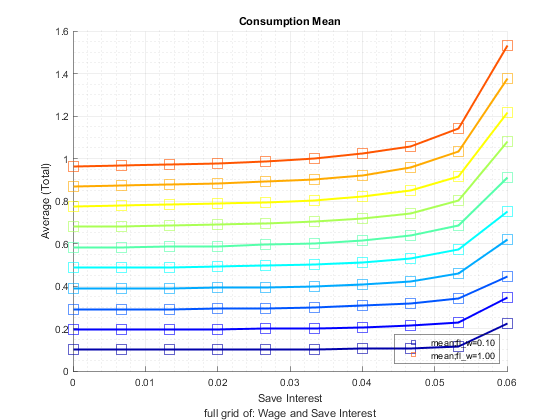 Consumption Mean
1.6
1.4
1.2
1
0.8
0.6
0.4
0.2
0
Average (Total)
0 0.01 0.02 0.03 0.04 0.05 0.06
Save Interest
full grid of: Wage and Save Interest
mean;fl_w=0.10
mean;fl_w=1.00